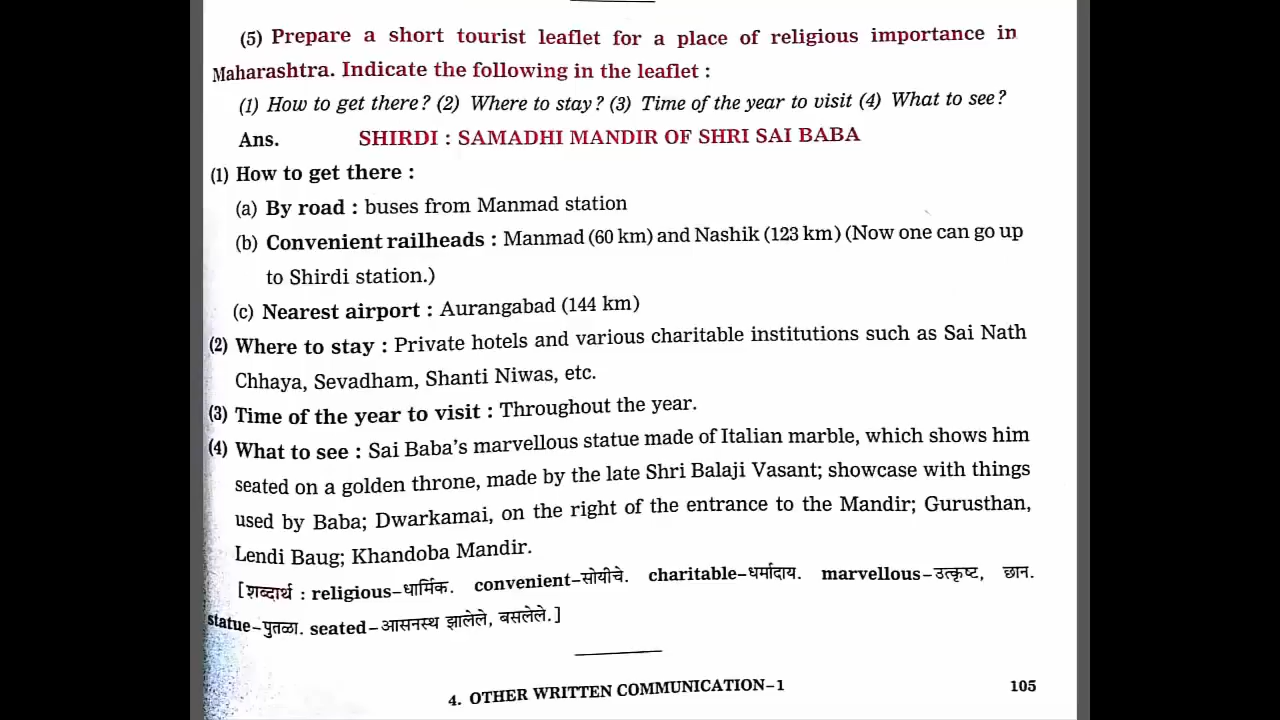 (5) Prepare a short tourist leaflet for a place of religious importance in
Maharashtra. Indicate the following in the leaflet :
(1) How to get there? (2) Where to stay? (3) Time of the year to visit (4) What to see?
Ans. SHIRDI : SAMADHI MANDIR OF SHRI SAI BABA
(1) How to get there :
(a) By road : buses from Manmad station
(b) Convenient railheads : Manmad (60 km) and Nashik (123 km) (Now one can go up
to Shirdi station.)
(c) Nearest airport : Aurangabad (144 km)
(2) Where to stay : Private hotels and various charitable institutions such as Sai Nath
Chhaya, Sevadham, Shanti Niwas, etc.
(3) Time of the year to visit : Throughout the year.
(4) What to see : Sai Baba's marvellous statue made of Italian marble, which shows him
seated on a golden throne, made by the late Shri Balaji Vasant; showcase with things
used by Baba; Dwarkamai, on the right of the entrance to the Mandir; Gurusthan,
Lendi Baug; Khandoba Mandir.
[शब्दार्थ : religious–धार्मिक. convenient–सोयीचे. charitable–धर्मादाय. marvellous–उत्कृष्ट, छान.
statue–पुतळा. seated–आसनस्थ झालेले, बसलेले.]
4. OTHER WRITTEN COMMUNICATION–1 105